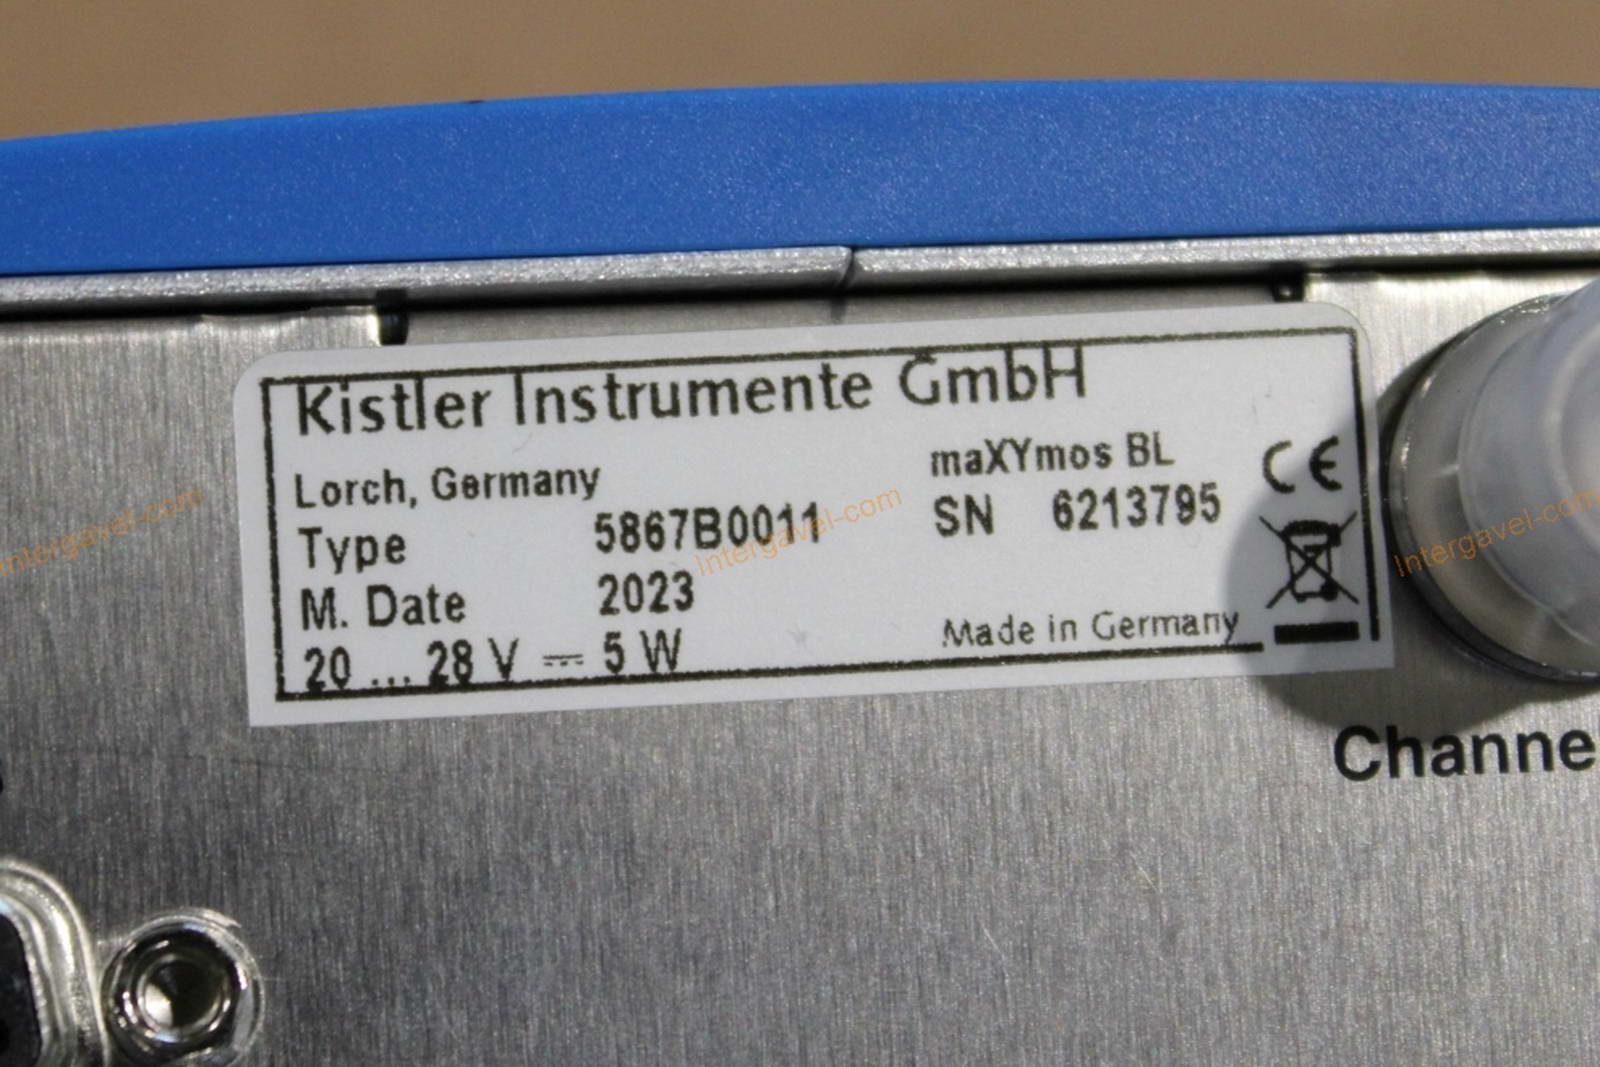 Kistler Instrumente GmbH
Lorch, Germany
maXYmos BL
CE
Type 5867B0011
SN 6213795
M. Date 2023
20 ... 28 V ⎓ 5 W
Made in Germany
Channel
Intergavel-com
Intergavel-com
Intergavel-com